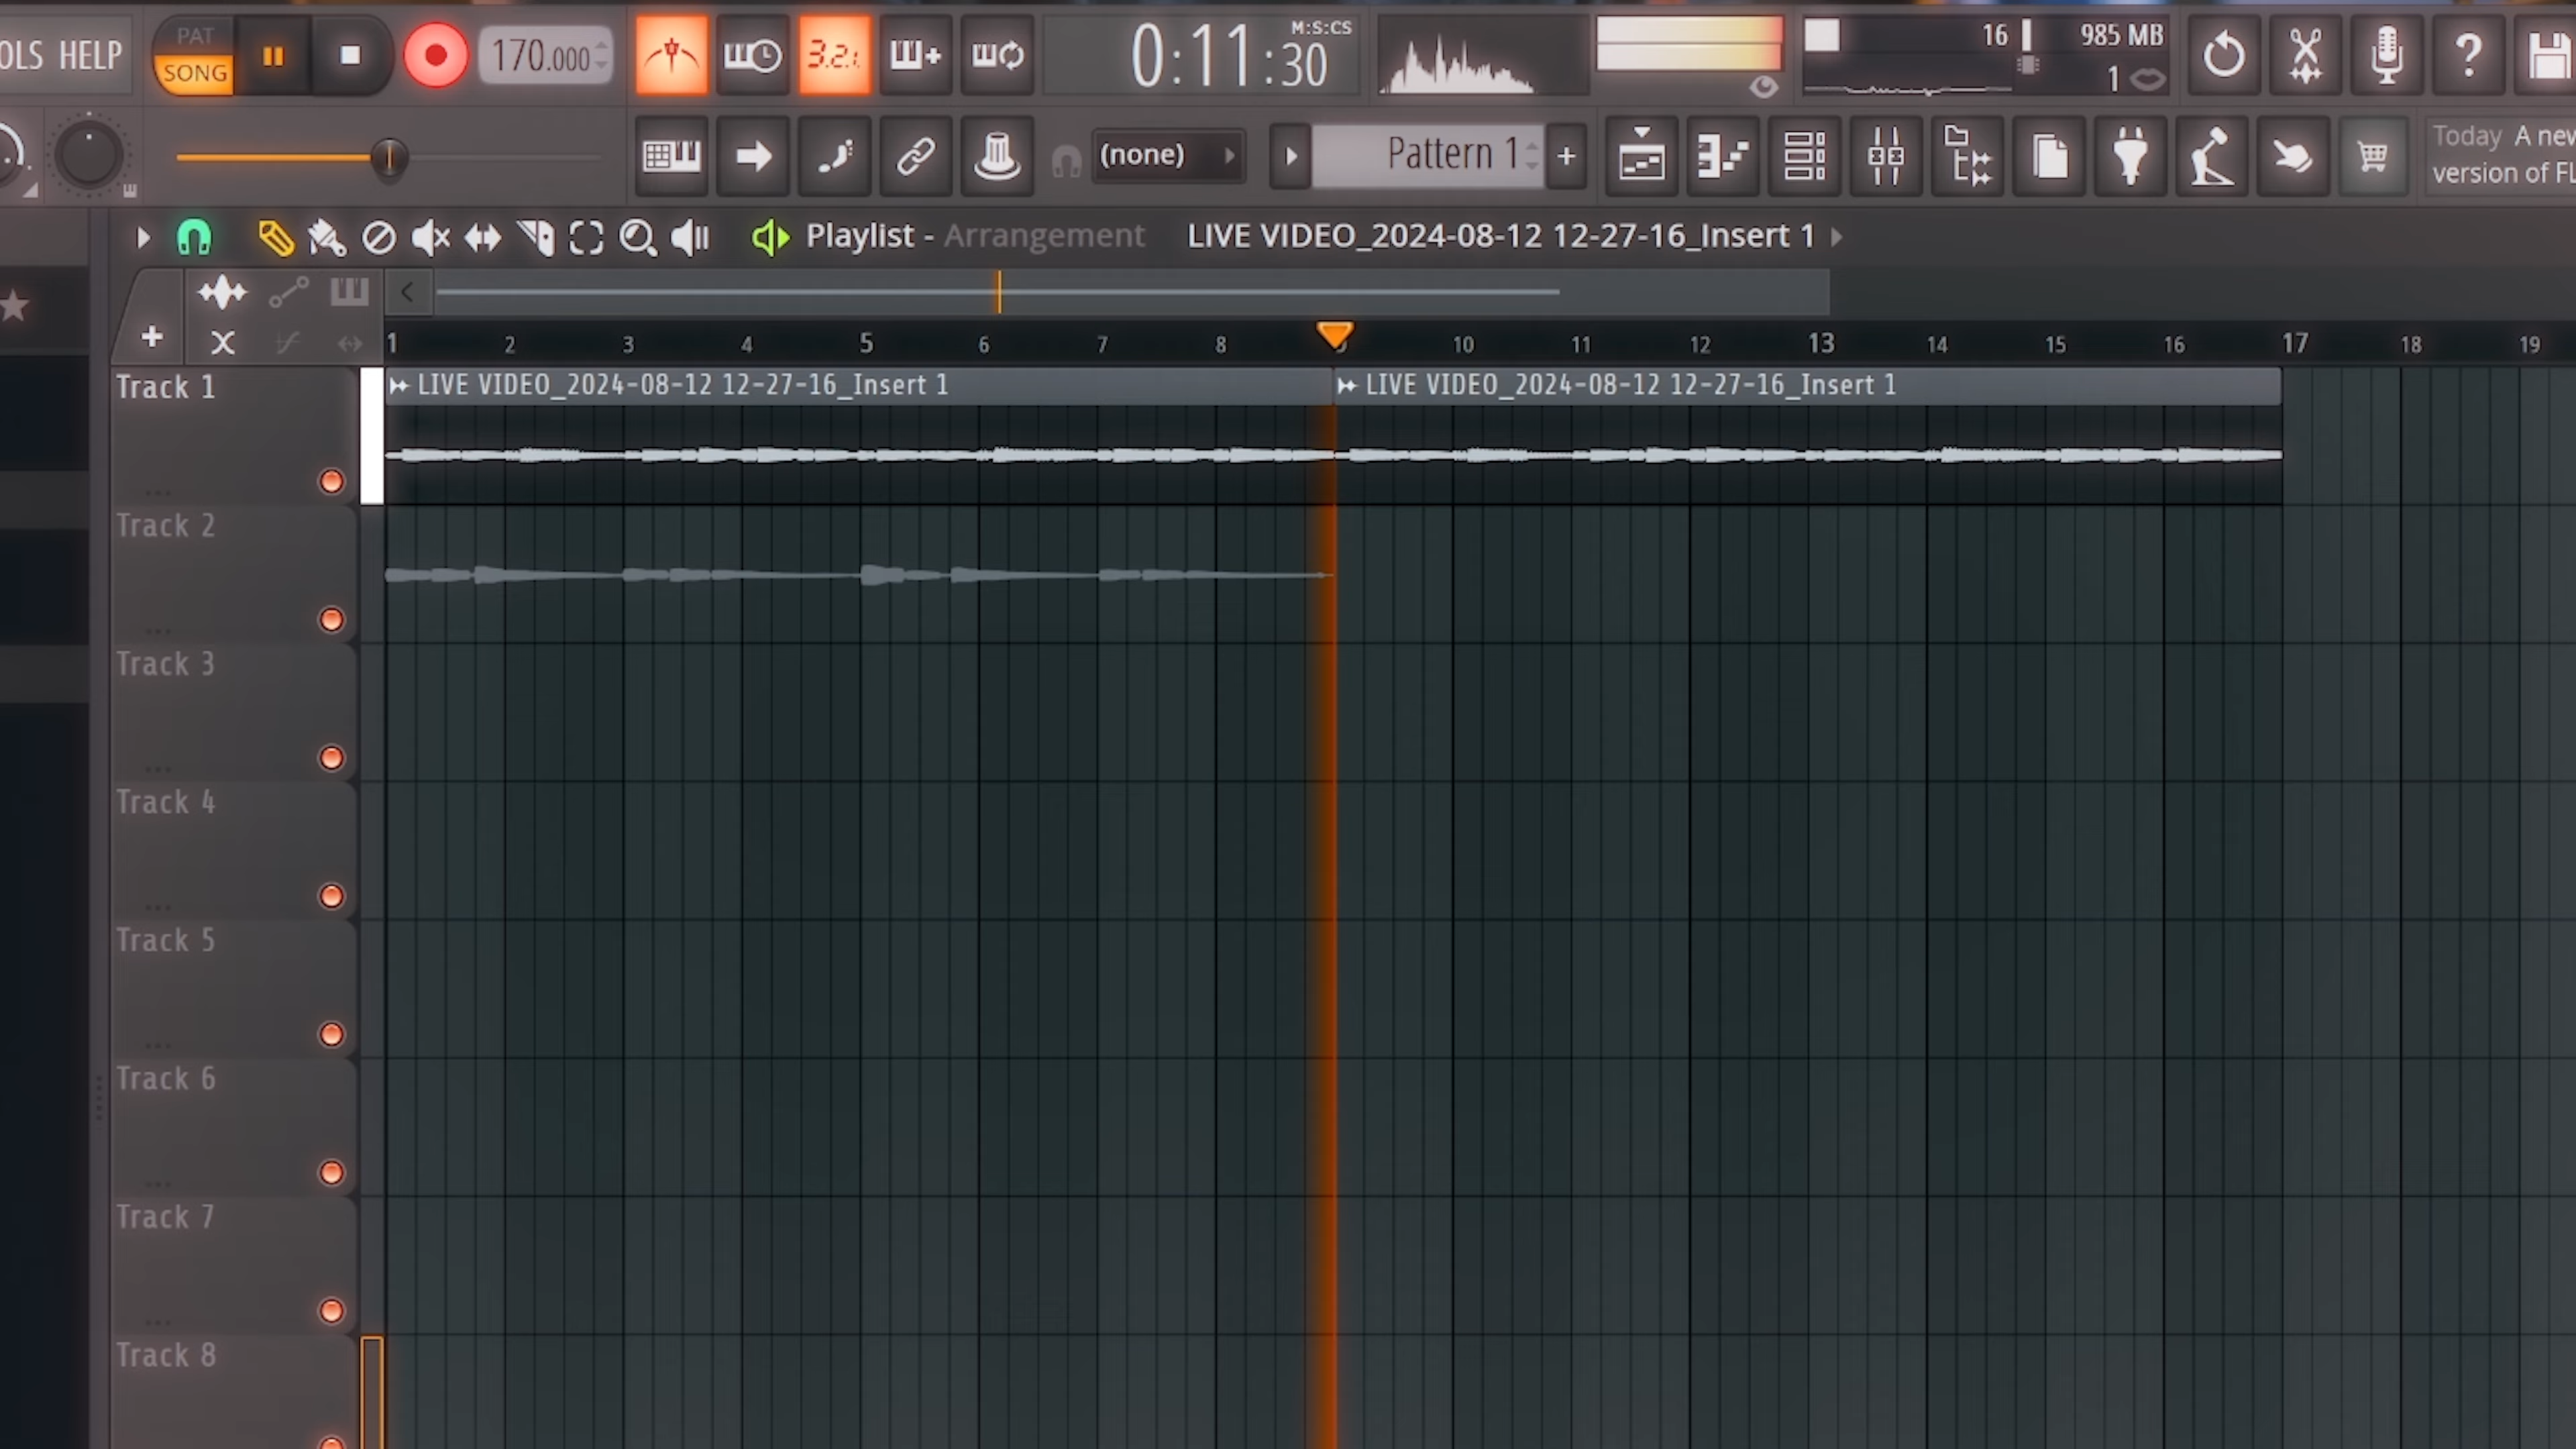 OLS HELP
PAT
SONG
170.000
3.2.1
0:11:30
M:S:CS
16
985 MB
1
(none)
Pattern 1
Today A new
version of FL
Playlist - Arrangement LIVE VIDEO_2024-08-12 12-27-16_Insert 1
1 2 3 4 5 6 7 8 9 10 11 12 13 14 15 16 17 18 19
Track 1
LIVE VIDEO_2024-08-12 12-27-16_Insert 1
LIVE VIDEO_2024-08-12 12-27-16_Insert 1
Track 2
Track 3
Track 4
Track 5
Track 6
Track 7
Track 8